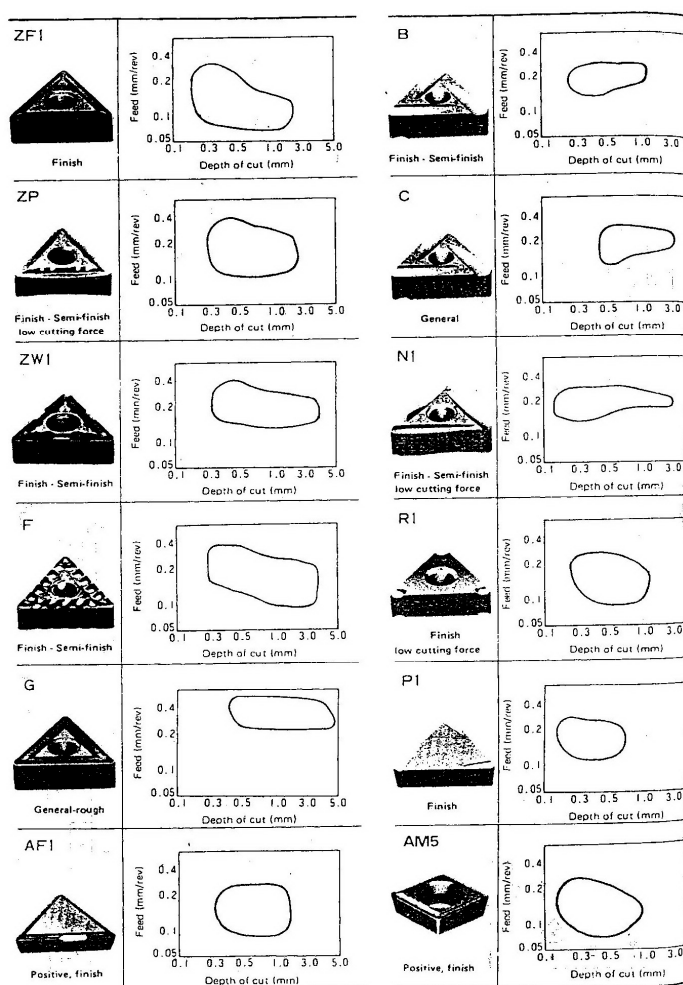 ZF1
Finish
Feed (mm/rev)
0.4
0.2
0.1
0.05
0.1 0.3 0.5 1.0 3.0 5.0
Depth of cut (mm)
ZP
Finish - Semi-finish
low cutting force
Feed (mm/rev)
0.4
0.2
0.1
0.05
0.1 0.3 0.5 1.0 3.0 5.0
Depth of cut (mm)
ZW1
Finish - Semi-finish
Feed (mm/rev)
0.4
0.2
0.1
0.05
0.1 0.3 0.5 1.0 3.0 5.0
Depth of cut (mm)
F
Finish - Semi-finish
Feed (mm/rev)
0.4
0.2
0.1
0.05
0.1 0.3 0.5 1.0 3.0 5.0
Depth of cut (mm)
G
General-rough
Feed (mm/rev)
0.4
0.2
0.1
0.05
0.1 0.3 0.5 1.0 3.0 5.0
Depth of cut (mm)
AF1
Positive, finish
Feed (mm/rev)
0.4
0.2
0.1
0.05
0.1 0.3 0.5 1.0 3.0 5.0
Depth of cut (mm)
B
Finish - Semi-finish
Feed (mm/rev)
0.4
0.2
0.1
0.05
0.1 0.3 0.5 1.0 3.0
Depth of cut (mm)
C
General
Feed (mm/rev)
0.4
0.2
0.1
0.05
0.1 0.3 0.5 1.0 3.0
Depth of cut (mm)
N1
Finish - Semi-finish
low cutting force
Feed (mm/rev)
0.4
0.2
0.1
0.05
0.1 0.3 0.5 1.0 3.0
Depth of cut (mm)
R1
Finish
low cutting force
Feed (mm/rev)
0.4
0.2
0.1
0.05
0.1 0.3 0.5 1.0 3.0
Depth of cut (mm)
P1
Finish
Feed (mm/rev)
0.4
0.2
0.1
0.05
0.1 0.3 0.5 1.0 3.0
Depth of cut (mm)
AM5
Positive, finish
Feed (mm/rev)
0.4
0.2
0.1
0.05
0.1 0.3 0.5 1.0 3.0
Depth of cut (mm)